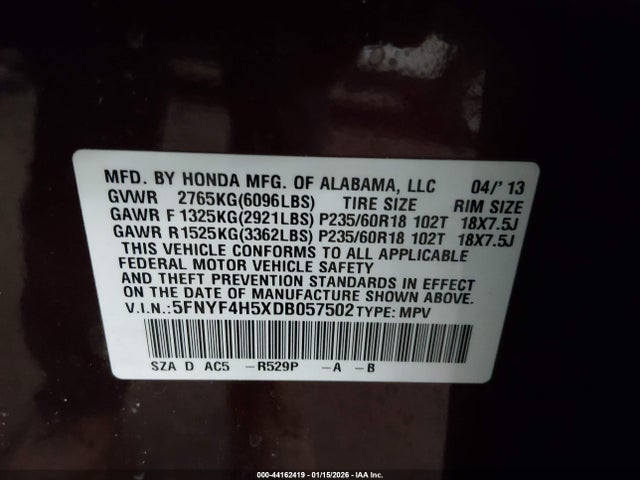 MFD. BY HONDA MFG. OF ALABAMA, LLC 04/'13
GVWR 2765KG(6096LBS) TIRE SIZE RIM SIZE
GAWR F 1325KG(2921LBS) P235/60R18 102T 18X7.5J
GAWR R 1525KG(3362LBS) P235/60R18 102T 18X7.5J
THIS VEHICLE CONFORMS TO ALL APPLICABLE
FEDERAL MOTOR VEHICLE SAFETY
AND THEFT PREVENTION STANDARDS IN EFFECT
ON THE DATE OF MANUFACTURE SHOWN ABOVE.
V.I.N.:5FNYF4H5XDB057502 TYPE: MPV
SZA D AC5 -R529P -A -B
000-44162419 - 01/15/2026 - IAA Inc.